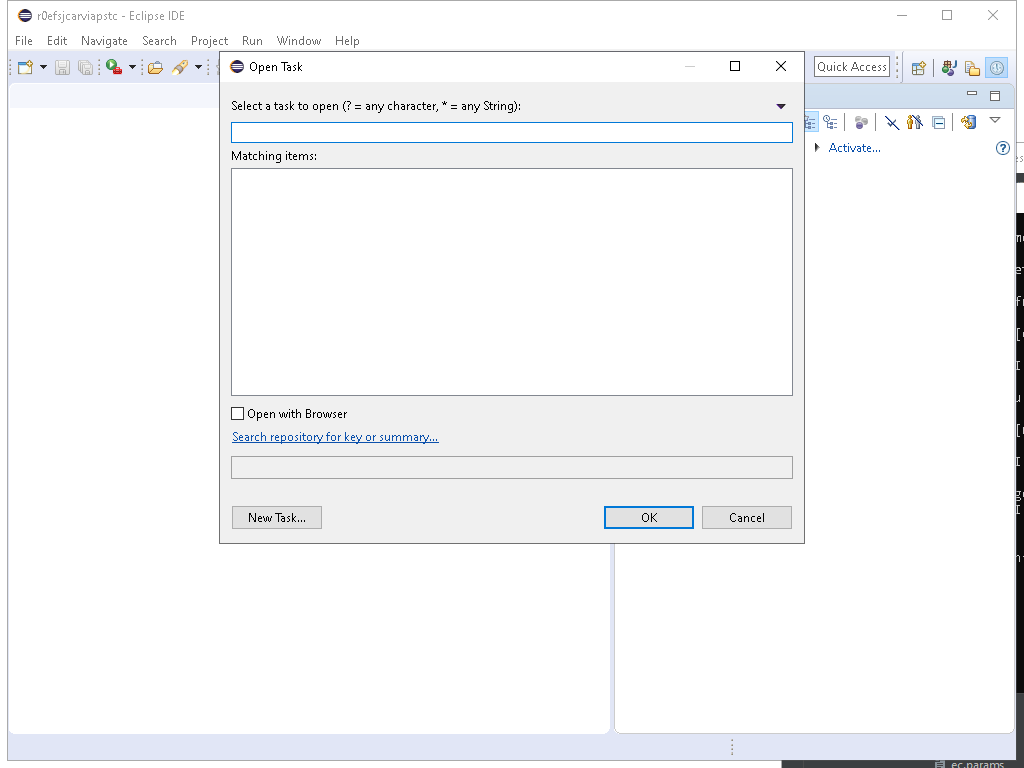 r0efsjcarviapstc - Eclipse IDE
File Edit Navigate Search Project Run Window Help
Open Task
Quick Access
Select a task to open (? = any character, * = any String):
Matching items:
Activate...
Open with Browser
Search repository for key or summary...
New Task...
OK
Cancel
ec.params